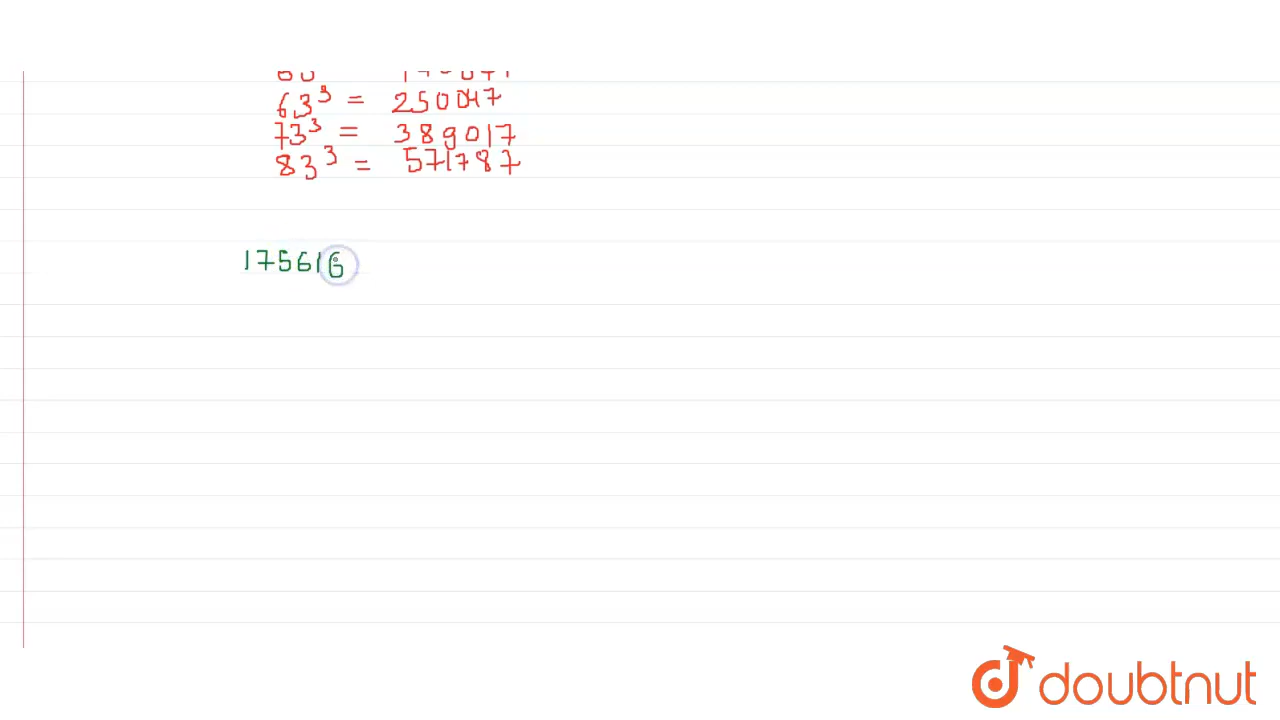 63³ = 250047
73³ = 389017
83³ = 571787
175616
doubtnut